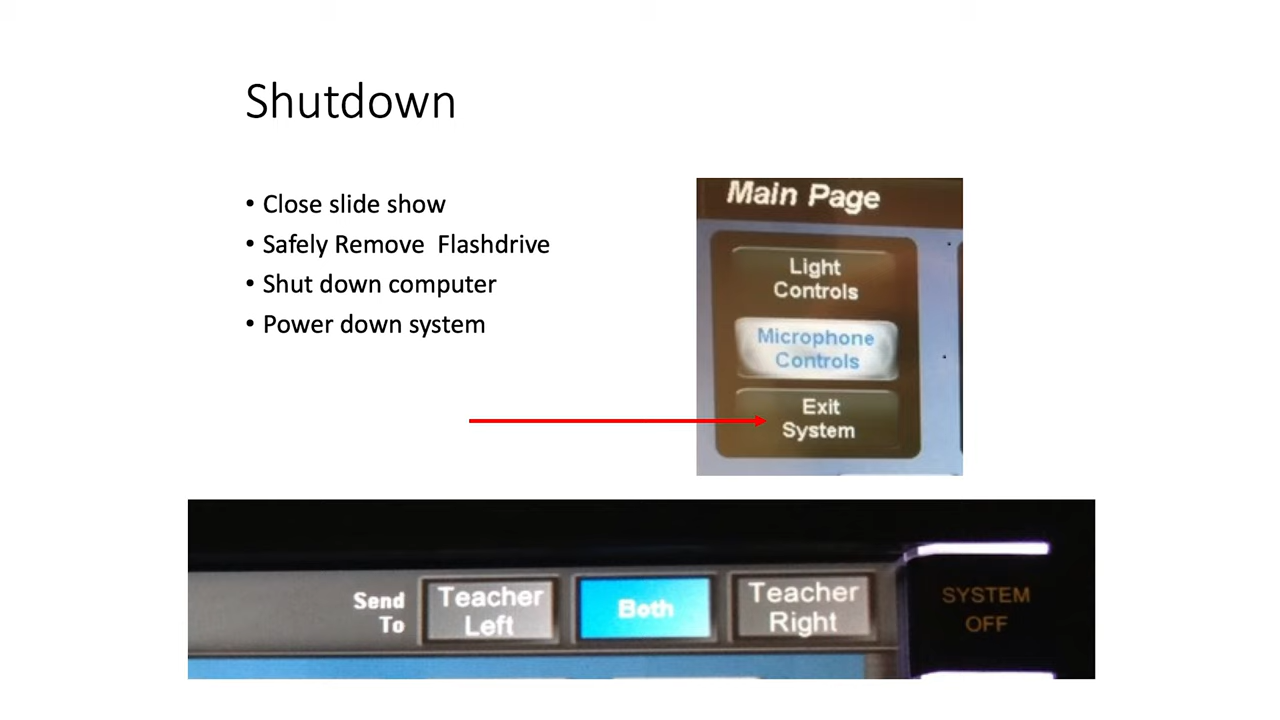 Shutdown
• Close slide show
• Safely Remove  Flashdrive
• Shut down computer
• Power down system
Main Page
Light
Controls
Microphone
Controls
Exit
System
Send
To
Teacher
Left
Both
Teacher
Right
SYSTEM
OFF